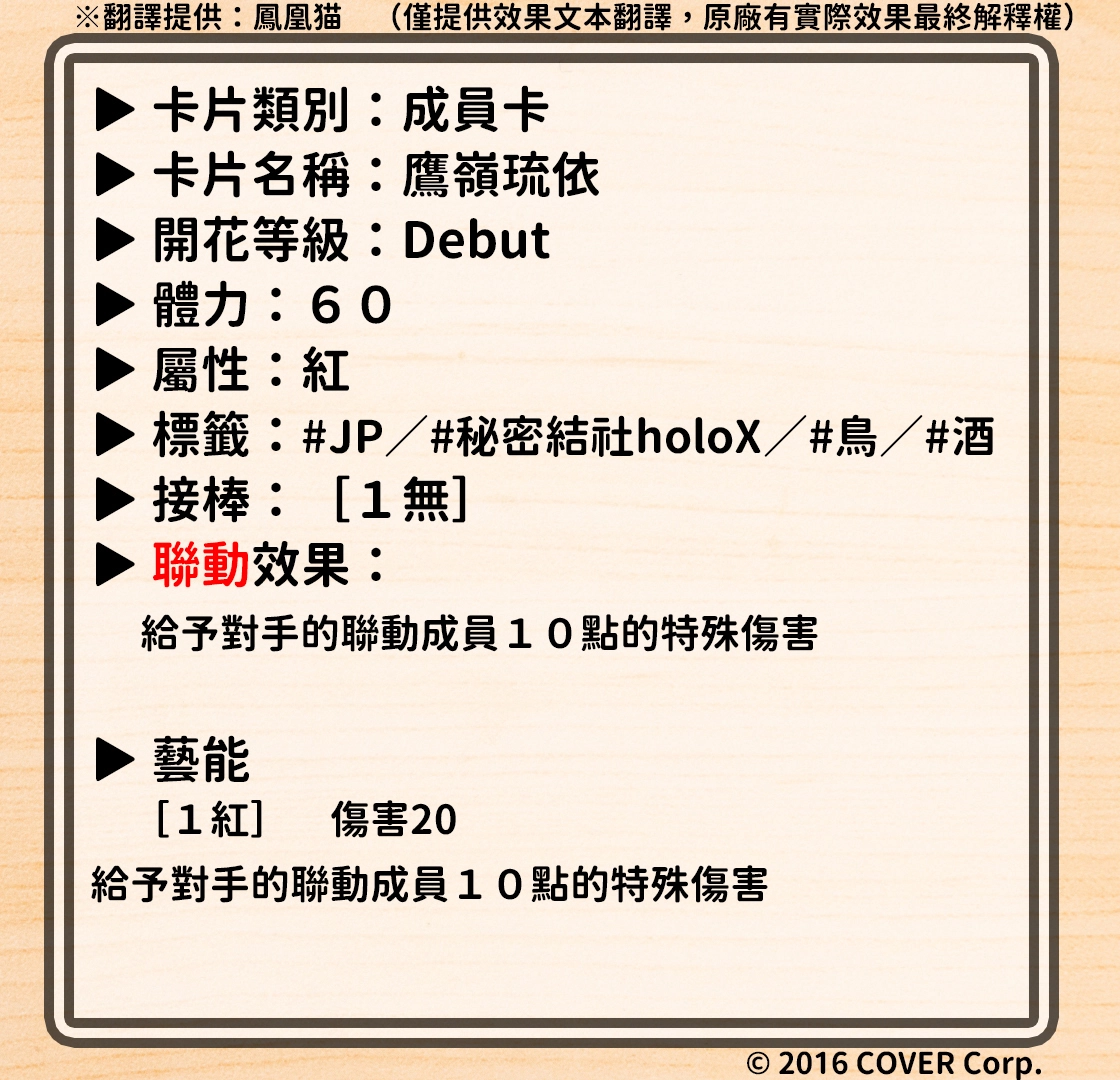 ※翻譯提供：鳳凰猫　（僅提供效果文本翻譯，原廠有實際效果最終解釋權）
▶ 卡片類別：成員卡
▶ 卡片名稱：鷹嶺琉依
▶ 開花等級：Debut
▶ 體力：６０
▶ 屬性：紅
▶ 標籤：#JP／#秘密結社holoX／#鳥／#酒
▶ 接棒：［１無］
▶ 聯動效果：
給予對手的聯動成員１０點的特殊傷害
▶ 藝能
［１紅］　傷害20
給予對手的聯動成員１０點的特殊傷害
© 2016 COVER Corp.